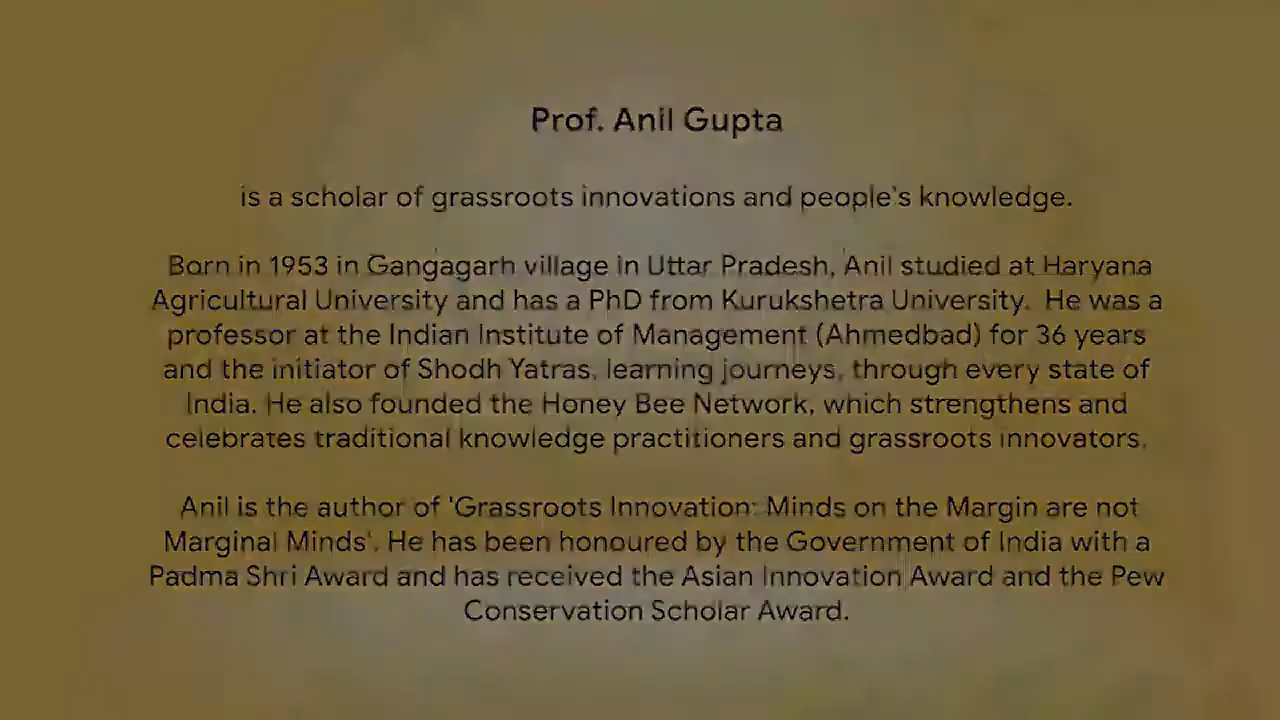 Prof. Anil Gupta
is a scholar of grassroots innovations and people's knowledge.
Born in 1953 in Gangagarh village in Uttar Pradesh, Anil studied at Haryana
Agricultural University and has a PhD from Kurukshetra University. He was a
professor at the Indian Institute of Management (Ahmedbad) for 36 years
and the initiator of Shodh Yatras, learning journeys, through every state of
India. He also founded the Honey Bee Network, which strengthens and
celebrates traditional knowledge practitioners and grassroots innovators.
Anil is the author of 'Grassroots Innovation: Minds on the Margin are not
Marginal Minds'. He has been honoured by the Government of India with a
Padma Shri Award and has received the Asian Innovation Award and the Pew
Conservation Scholar Award.